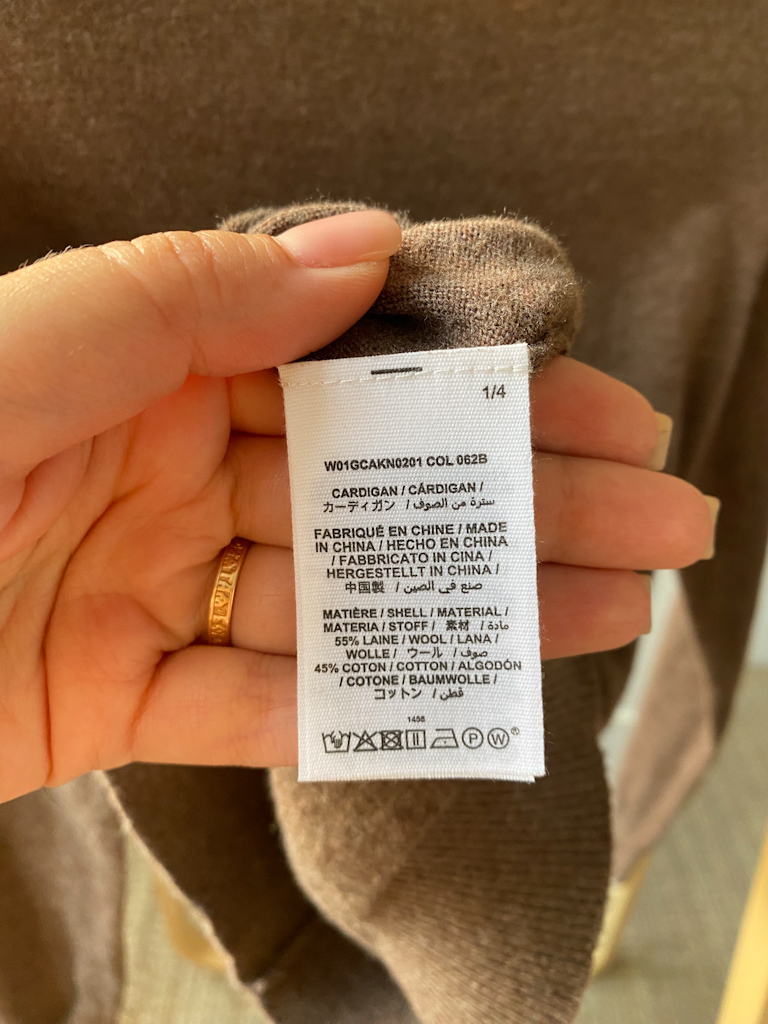 1/4
W01GCAKN0201 COL 062B
CARDIGAN / CÁRDIGAN /
カーディガン / سترة من الصوف
FABRIQUÉ EN CHINE / MADE
IN CHINA / HECHO EN CHINA
/ FABBRICATO IN CINA /
HERGESTELLT IN CHINA /
中国製 / صنع في الصين
MATIÈRE / SHELL / MATERIAL /
MATERIA / STOFF / 素材 / مادة
55% LAINE / WOOL / LANA /
WOLLE / ウール / صوف
45% COTON / COTTON / ALGODÓN
/ COTONE / BAUMWOLLE /
コットン / قطن
1458
P W ®